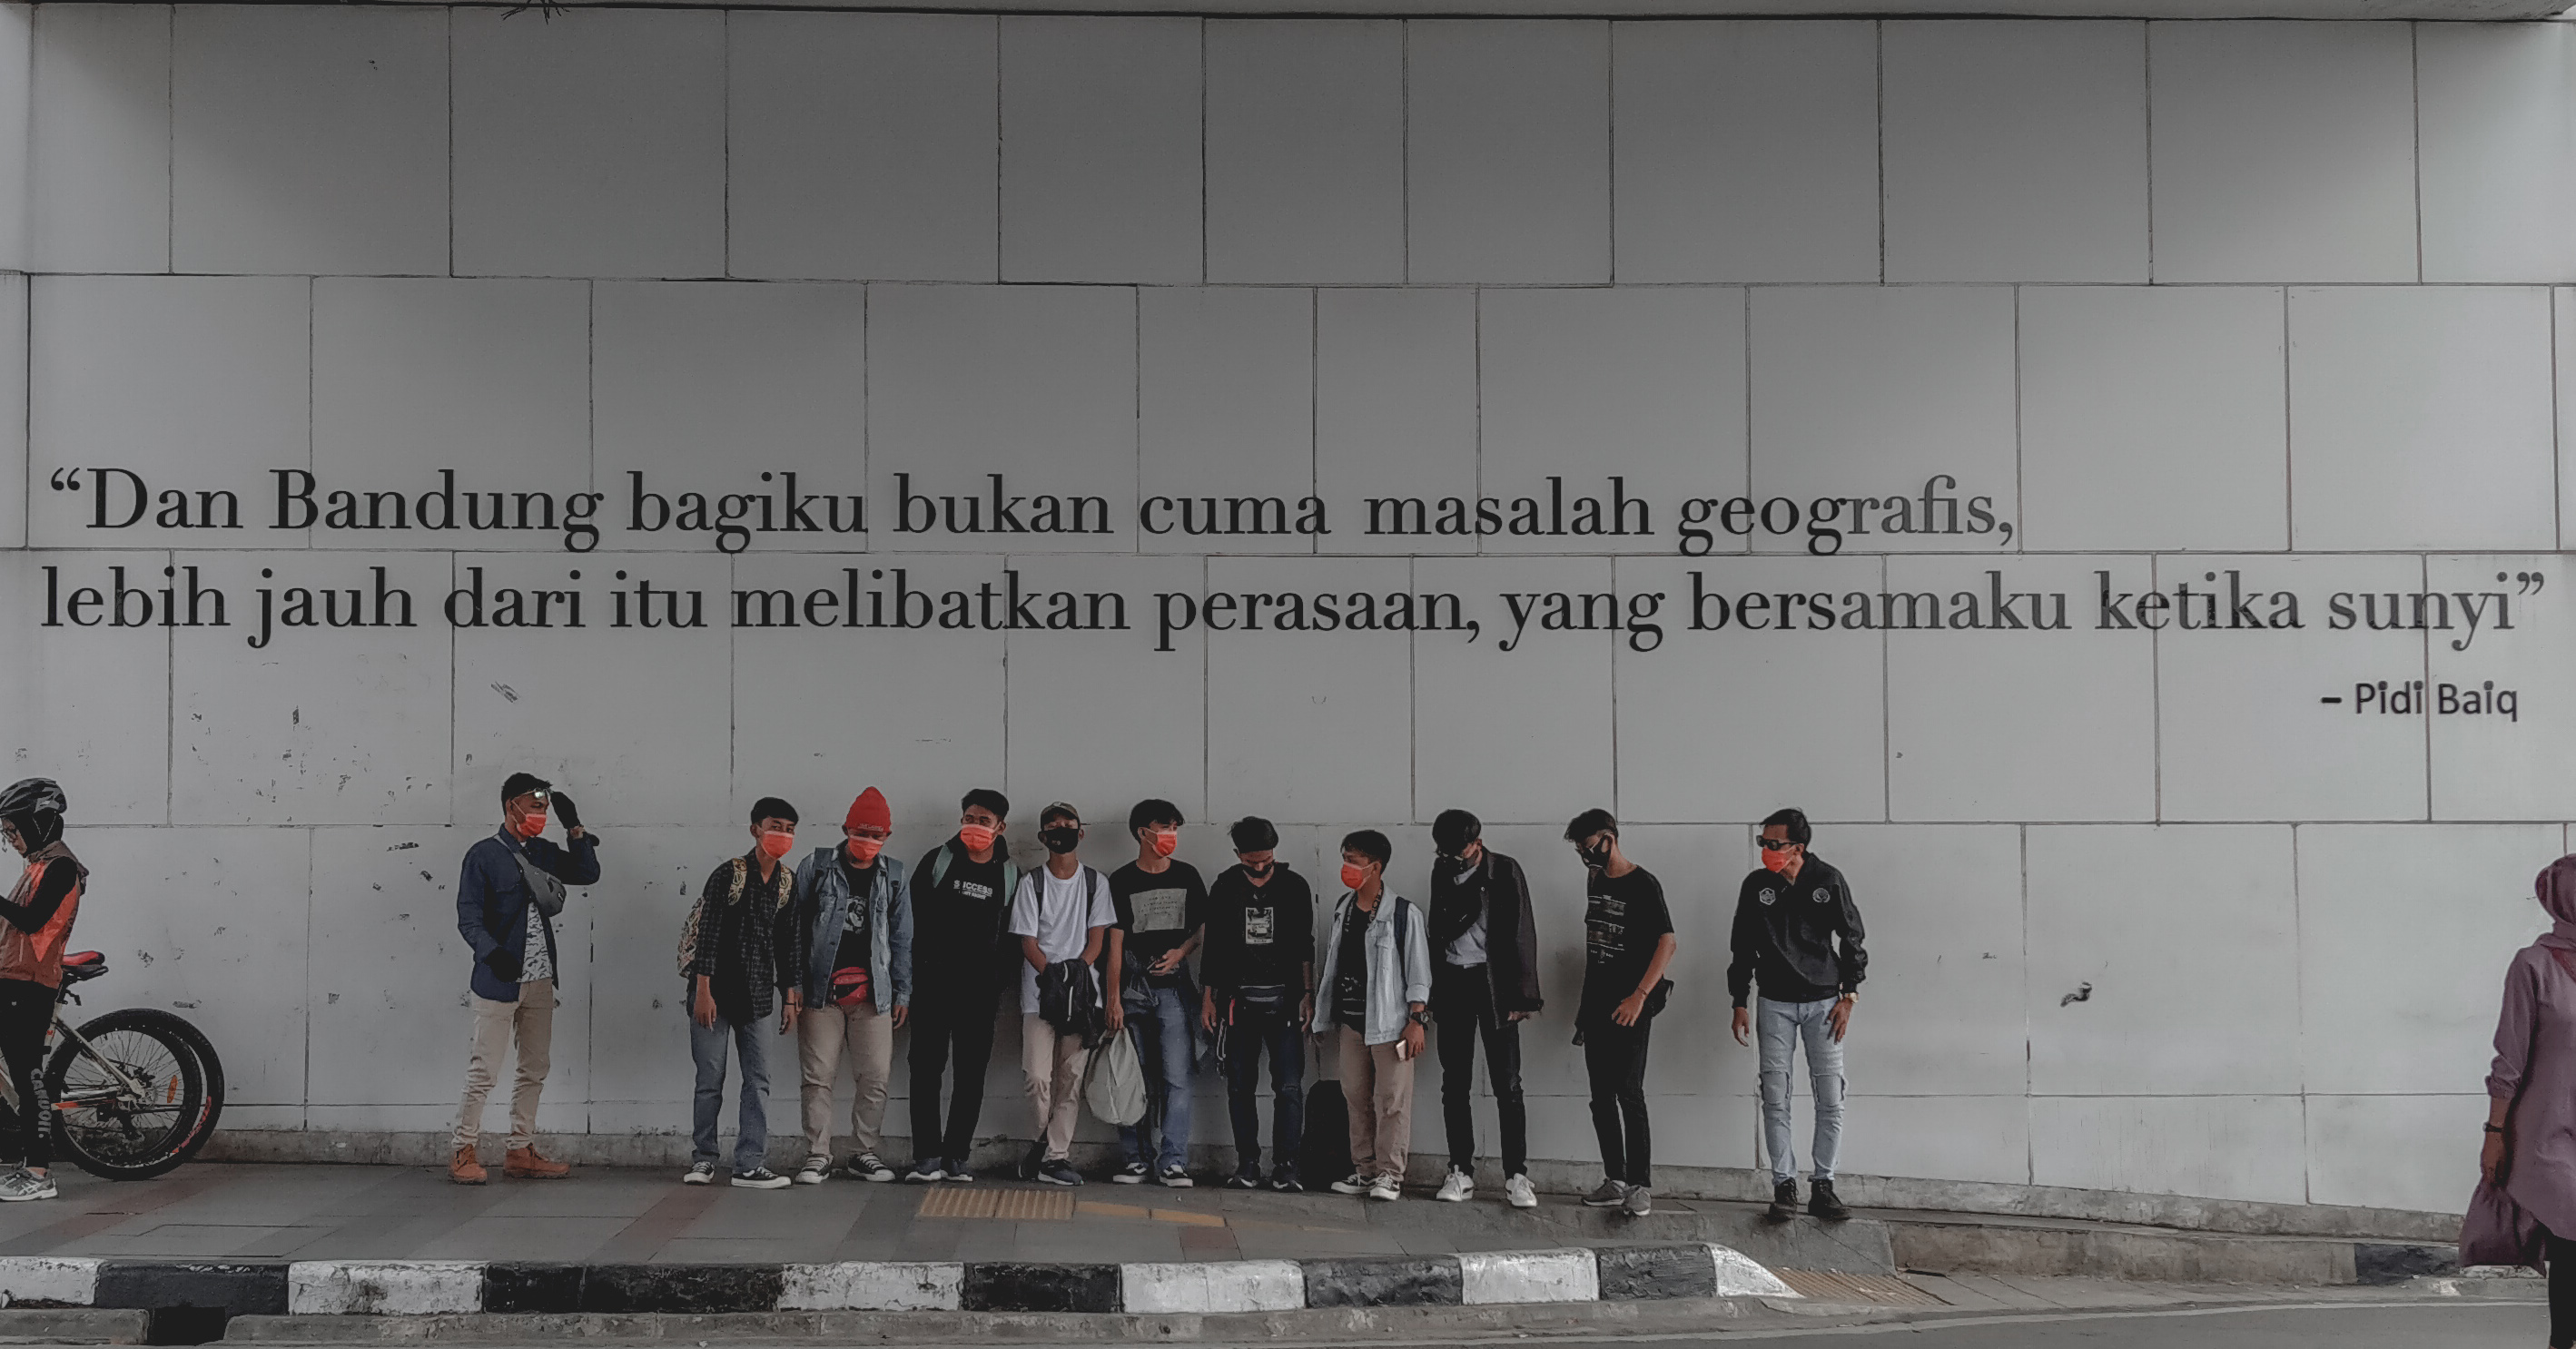 “Dan Bandung bagiku bukan cuma masalah geografis,
lebih jauh dari itu melibatkan perasaan, yang bersamaku ketika sunyi”
– Pidi Baiq